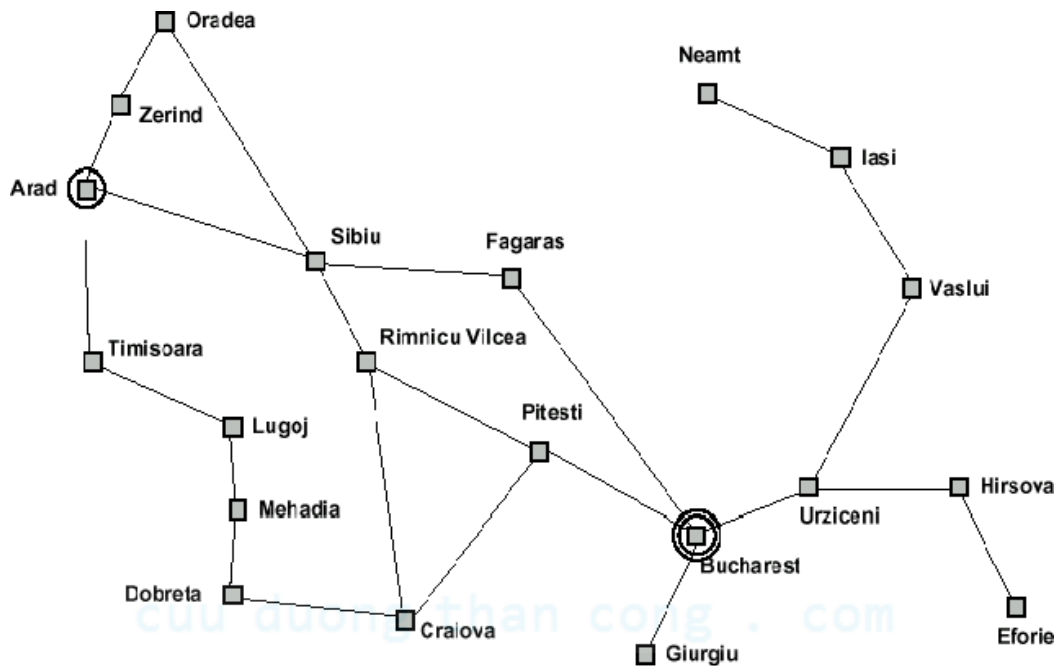 Oradea
Neamt
Zerind
Iasi
Arad
Sibiu
Fagaras
Vaslui
Timisoara
Rimnicu Vilcea
Pitesti
Lugoj
Hirsova
Mehadia
Urziceni
Bucharest
Dobreta
cuu duong than cong . com
Craiova
Eforie
Giurgiu